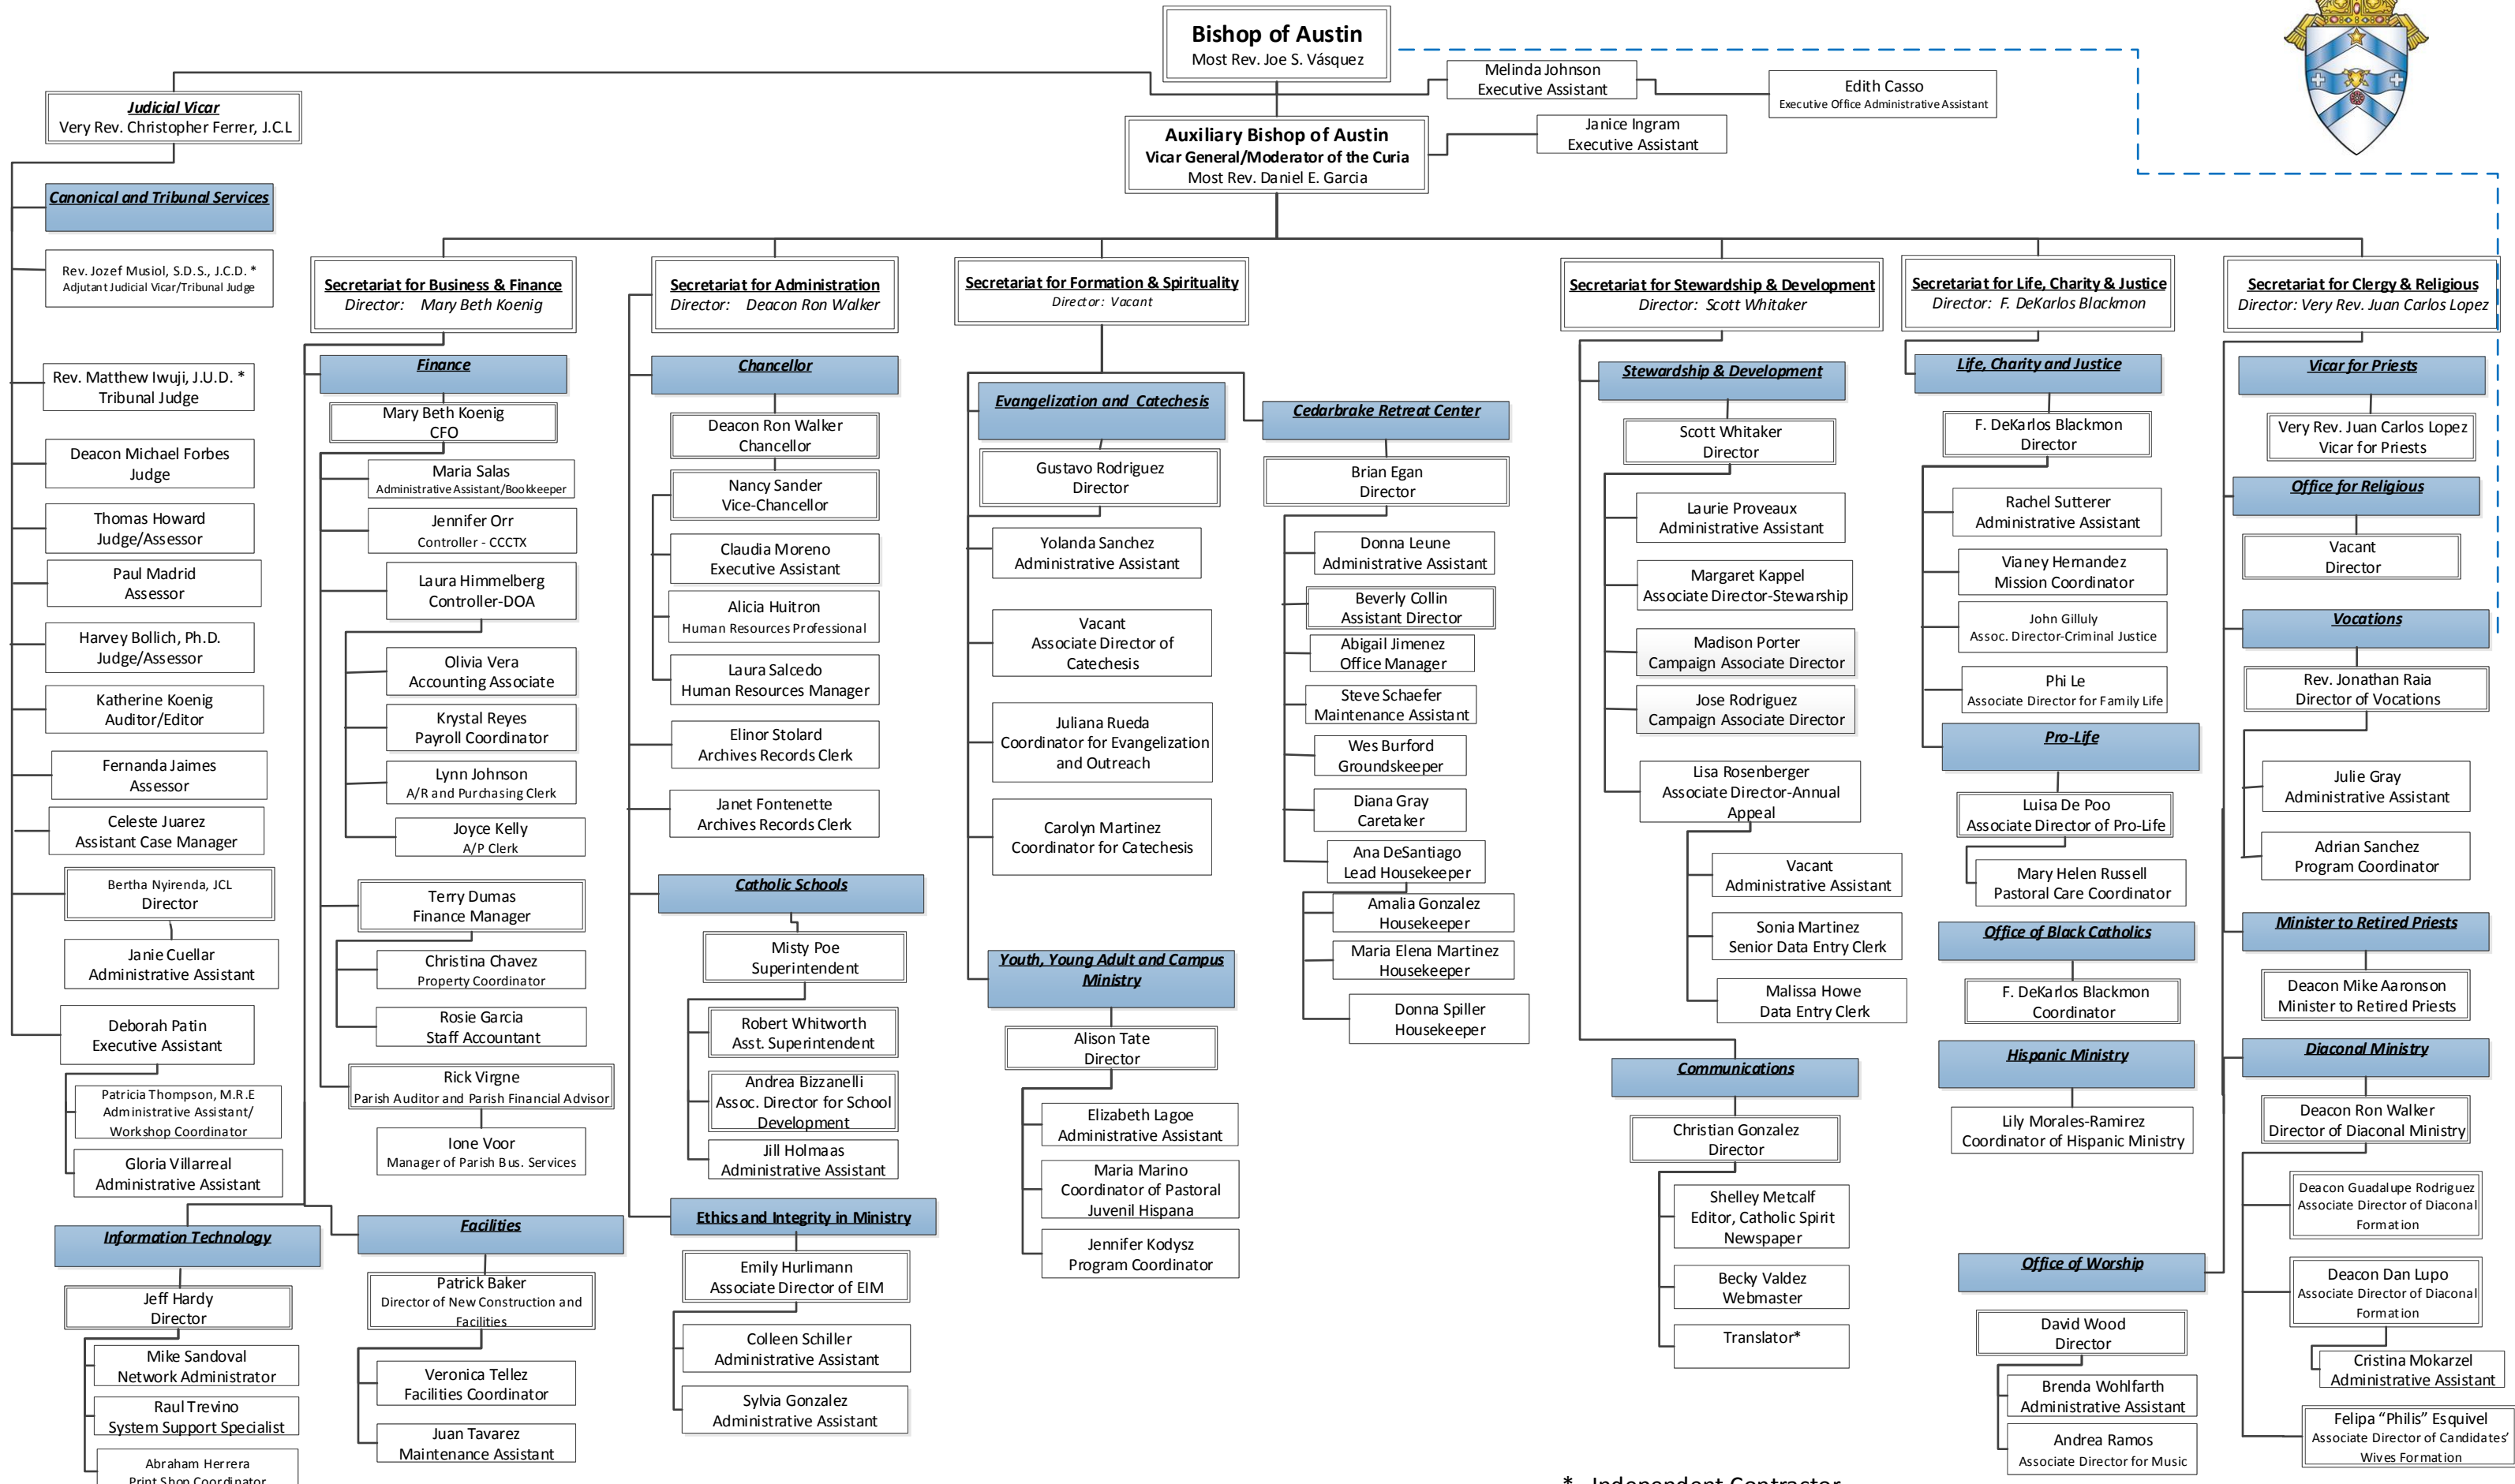 Bishop of Austin
Most Rev. Joe S. Vásquez
Melinda Johnson
Executive Assistant
Edith Casso
Executive Office Administrative Assistant
Auxiliary Bishop of Austin
Vicar General/Moderator of the Curia
Most Rev. Daniel E. Garcia
Janice Ingram
Executive Assistant
Judicial Vicar
Very Rev. Christopher Ferrer, J.C.L
Canonical and Tribunal Services
Rev. Jozef Musiol, S.D.S., J.C.D. *
Adjutant Judicial Vicar/Tribunal Judge
Rev. Matthew Iwuji, J.U.D. *
Tribunal Judge
Deacon Michael Forbes
Judge
Thomas Howard
Judge/Assessor
Paul Madrid
Assessor
Harvey Bollich, Ph.D.
Judge/Assessor
Katherine Koenig
Auditor/Editor
Fernanda Jaimes
Assessor
Celeste Juarez
Assistant Case Manager
Bertha Nyirenda, JCL
Director
Janie Cuellar
Administrative Assistant
Deborah Patin
Executive Assistant
Patricia Thompson, M.R.E
Administrative Assistant/
Workshop Coordinator
Gloria Villarreal
Administrative Assistant
Secretariat for Business & Finance
Director: Mary Beth Koenig
Finance
Mary Beth Koenig
CFO
Maria Salas
Administrative Assistant/Bookkeeper
Jennifer Orr
Controller - CCCTX
Laura Himmelberg
Controller-DOA
Olivia Vera
Accounting Associate
Krystal Reyes
Payroll Coordinator
Lynn Johnson
A/R and Purchasing Clerk
Joyce Kelly
A/P Clerk
Terry Dumas
Finance Manager
Christina Chavez
Property Coordinator
Rosie Garcia
Staff Accountant
Rick Virgne
Parish Auditor and Parish Financial Advisor
Ione Voor
Manager of Parish Bus. Services
Information Technology
Jeff Hardy
Director
Mike Sandoval
Network Administrator
Raul Trevino
System Support Specialist
Abraham Herrera
Print Shop Coordinator
Facilities
Patrick Baker
Director of New Construction and
Facilities
Veronica Tellez
Facilities Coordinator
Juan Tavarez
Maintenance Assistant
Secretariat for Administration
Director: Deacon Ron Walker
Chancellor
Deacon Ron Walker
Chancellor
Nancy Sander
Vice-Chancellor
Claudia Moreno
Executive Assistant
Alicia Huitron
Human Resources Professional
Laura Salcedo
Human Resources Manager
Elinor Stolard
Archives Records Clerk
Janet Fontenette
Archives Records Clerk
Catholic Schools
Misty Poe
Superintendent
Robert Whitworth
Asst. Superintendent
Andrea Bizzanelli
Assoc. Director for School
Development
Jill Holmaas
Administrative Assistant
Ethics and Integrity in Ministry
Emily Hurlimann
Associate Director of EIM
Colleen Schiller
Administrative Assistant
Sylvia Gonzalez
Administrative Assistant
Secretariat for Formation & Spirituality
Director: Vacant
Evangelization and Catechesis
Gustavo Rodriguez
Director
Yolanda Sanchez
Administrative Assistant
Vacant
Associate Director of
Catechesis
Juliana Rueda
Coordinator for Evangelization
and Outreach
Carolyn Martinez
Coordinator for Catechesis
Youth, Young Adult and Campus
Ministry
Alison Tate
Director
Elizabeth Lagoe
Administrative Assistant
Maria Marino
Coordinator of Pastoral
Juvenil Hispana
Jennifer Kodysz
Program Coordinator
Cedarbrake Retreat Center
Brian Egan
Director
Donna Leune
Administrative Assistant
Beverly Collin
Assistant Director
Abigail Jimenez
Office Manager
Steve Schaefer
Maintenance Assistant
Wes Burford
Groundskeeper
Diana Gray
Caretaker
Ana DeSantiago
Lead Housekeeper
Amalia Gonzalez
Housekeeper
Maria Elena Martinez
Housekeeper
Donna Spiller
Housekeeper
Secretariat for Stewardship & Development
Director: Scott Whitaker
Stewardship & Development
Scott Whitaker
Director
Laurie Proveaux
Administrative Assistant
Margaret Kappel
Associate Director-Stewarship
Madison Porter
Campaign Associate Director
Jose Rodriguez
Campaign Associate Director
Lisa Rosenberger
Associate Director-Annual
Appeal
Vacant
Administrative Assistant
Sonia Martinez
Senior Data Entry Clerk
Malissa Howe
Data Entry Clerk
Communications
Christian Gonzalez
Director
Shelley Metcalf
Editor, Catholic Spirit
Newspaper
Becky Valdez
Webmaster
Translator*
Secretariat for Life, Charity & Justice
Director: F. DeKarlos Blackmon
Life, Charity and Justice
F. DeKarlos Blackmon
Director
Rachel Sutterer
Administrative Assistant
Vianey Hernandez
Mission Coordinator
John Gilluly
Assoc. Director-Criminal Justice
Phi Le
Associate Director for Family Life
Pro-Life
Luisa De Poo
Associate Director of Pro-Life
Mary Helen Russell
Pastoral Care Coordinator
Office of Black Catholics
F. DeKarlos Blackmon
Coordinator
Hispanic Ministry
Lily Morales-Ramirez
Coordinator of Hispanic Ministry
Office of Worship
David Wood
Director
Brenda Wohlfarth
Administrative Assistant
Andrea Ramos
Associate Director for Music
Secretariat for Clergy & Religious
Director: Very Rev. Juan Carlos Lopez
Vicar for Priests
Very Rev. Juan Carlos Lopez
Vicar for Priests
Office for Religious
Vacant
Director
Vocations
Rev. Jonathan Raia
Director of Vocations
Julie Gray
Administrative Assistant
Adrian Sanchez
Program Coordinator
Minister to Retired Priests
Deacon Mike Aaronson
Minister to Retired Priests
Diaconal Ministry
Deacon Ron Walker
Director of Diaconal Ministry
Deacon Guadalupe Rodriguez
Associate Director of Diaconal
Formation
Deacon Dan Lupo
Associate Director of Diaconal
Formation
Cristina Mokarzel
Administrative Assistant
Felipa “Philis” Esquivel
Associate Director of Candidates’
Wives Formation
* Independent Contractor